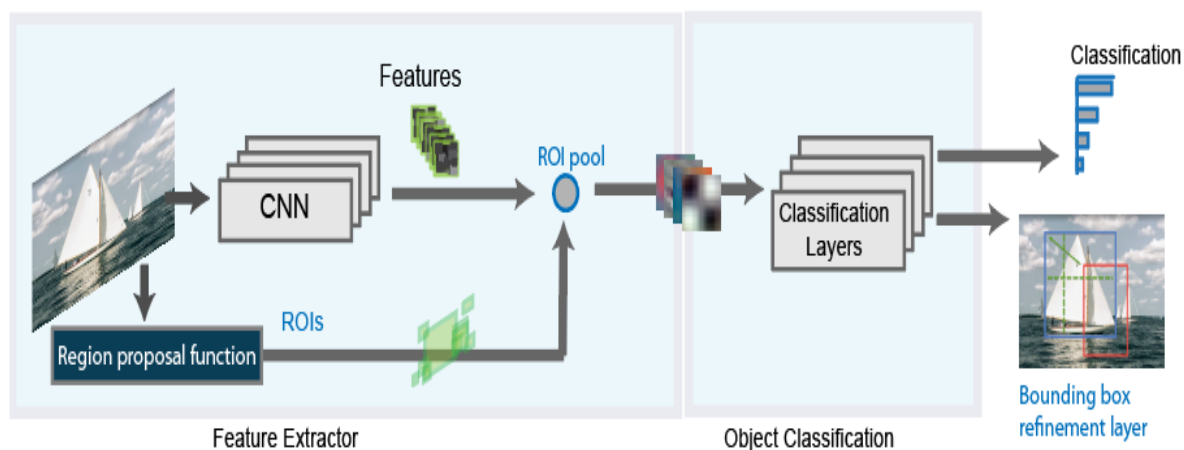 Classification
Features
ROI pool
CNN
Classification
Layers
ROIs
Region proposal function
Bounding box
refinement layer
Feature Extractor
Object Classification